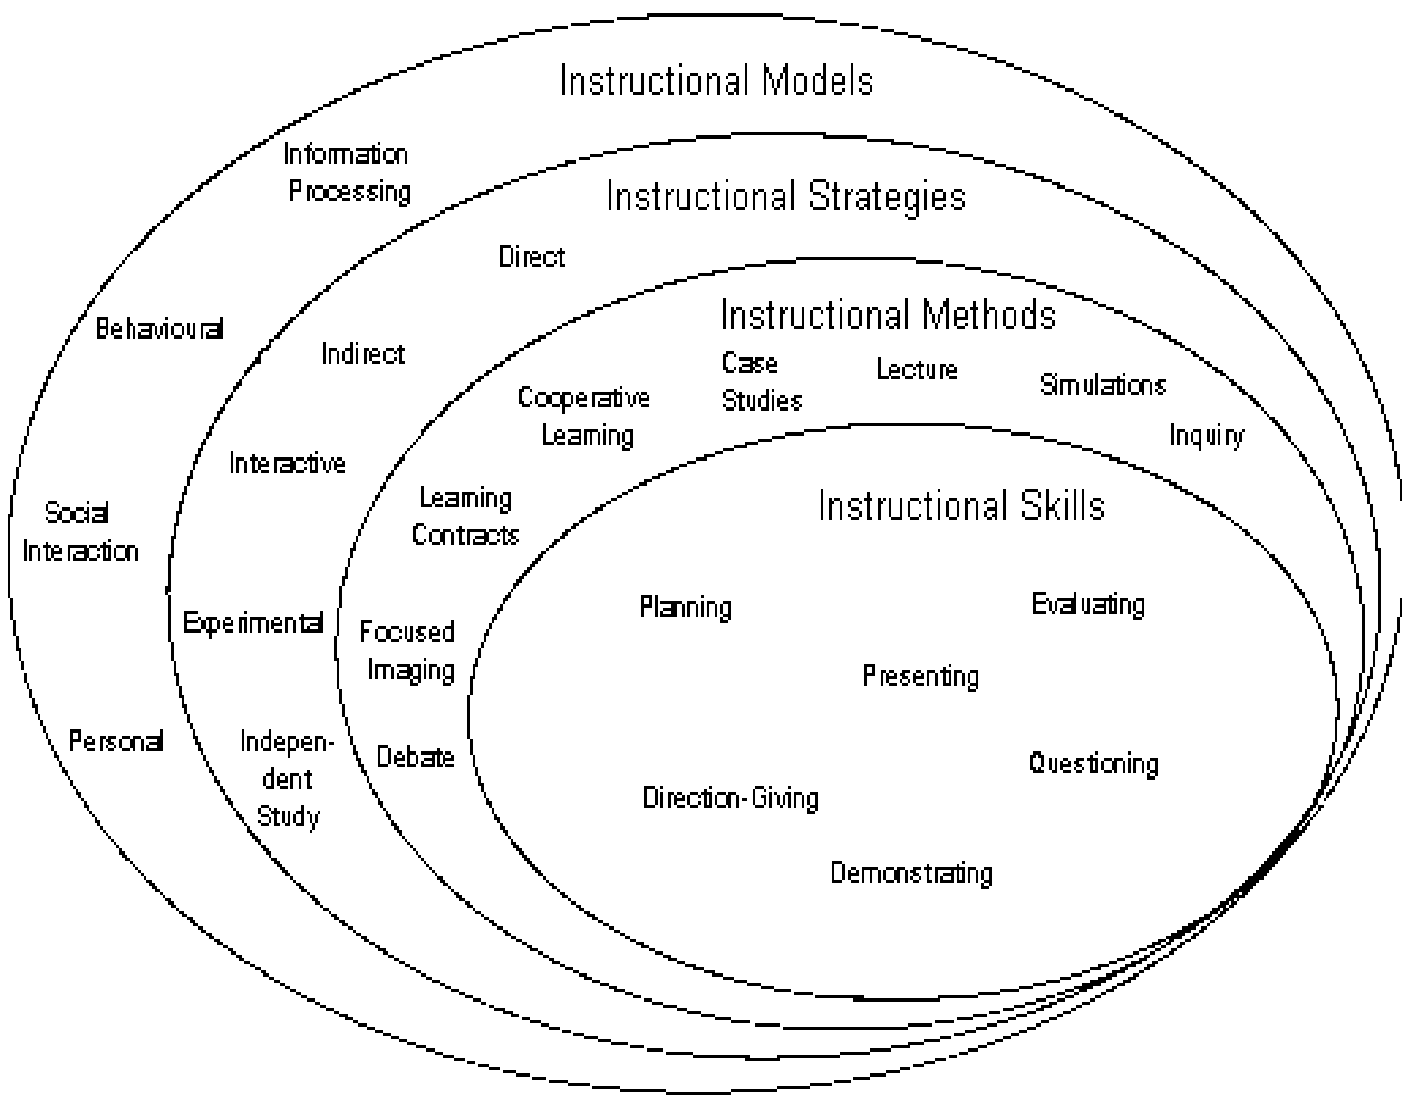 Instructional Models
Information
Processing
Behavioural
Social
Interaction
Personal
Instructional Strategies
Direct
Indirect
Interactive
Experimental
Indepen-
dent
Study
Instructional Methods
Case
Studies
Lecture
Simulations
Inquiry
Cooperative
Learning
Learning
Contracts
Focused
Imaging
Debate
Instructional Skills
Planning
Evaluating
Presenting
Questioning
Direction-Giving
Demonstrating